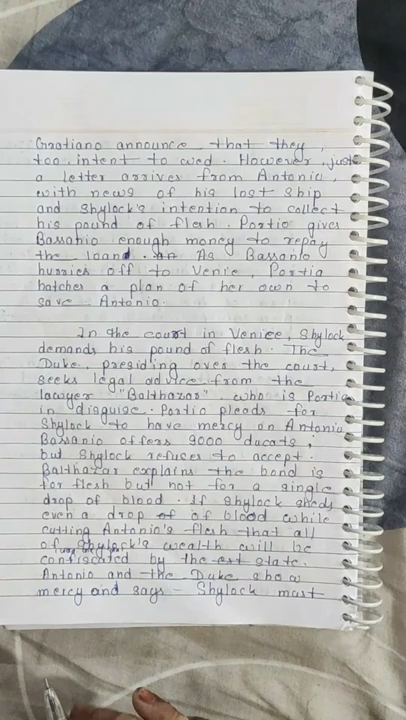 Gratiano announce that they,
too, intent to wed. However, just
a letter arrives from Antonio,
with news of his lost ship
and Shylock's intention to collect
his pound of flesh. Portio gives
Bassanio enough money to repay
the loand. As Bassanio
hurries off to Venic, Portia
hatches a plan of her own to
save Antonio.
In the court in Venice, Shylock
demands his pound of flesh. The
Duke, presiding over the court,
seeks legal advice from the
lawyer "Balthazar", who is Portia
in disguise. Portio pleads for
Shylock to have mercy on Antonio
Bassanio offers 9000 ducats,
but Shylock refuses to accept.
Balthazar explains the bond is
for flesh but not for a single
drop of blood. If Shylock sheds
even a drop of of blood while
cutting Antonio's flesh that all
of Shylock's wealth will be
confiscated by the state.
Antonio and the Duke show
mercy and says - Shylock must